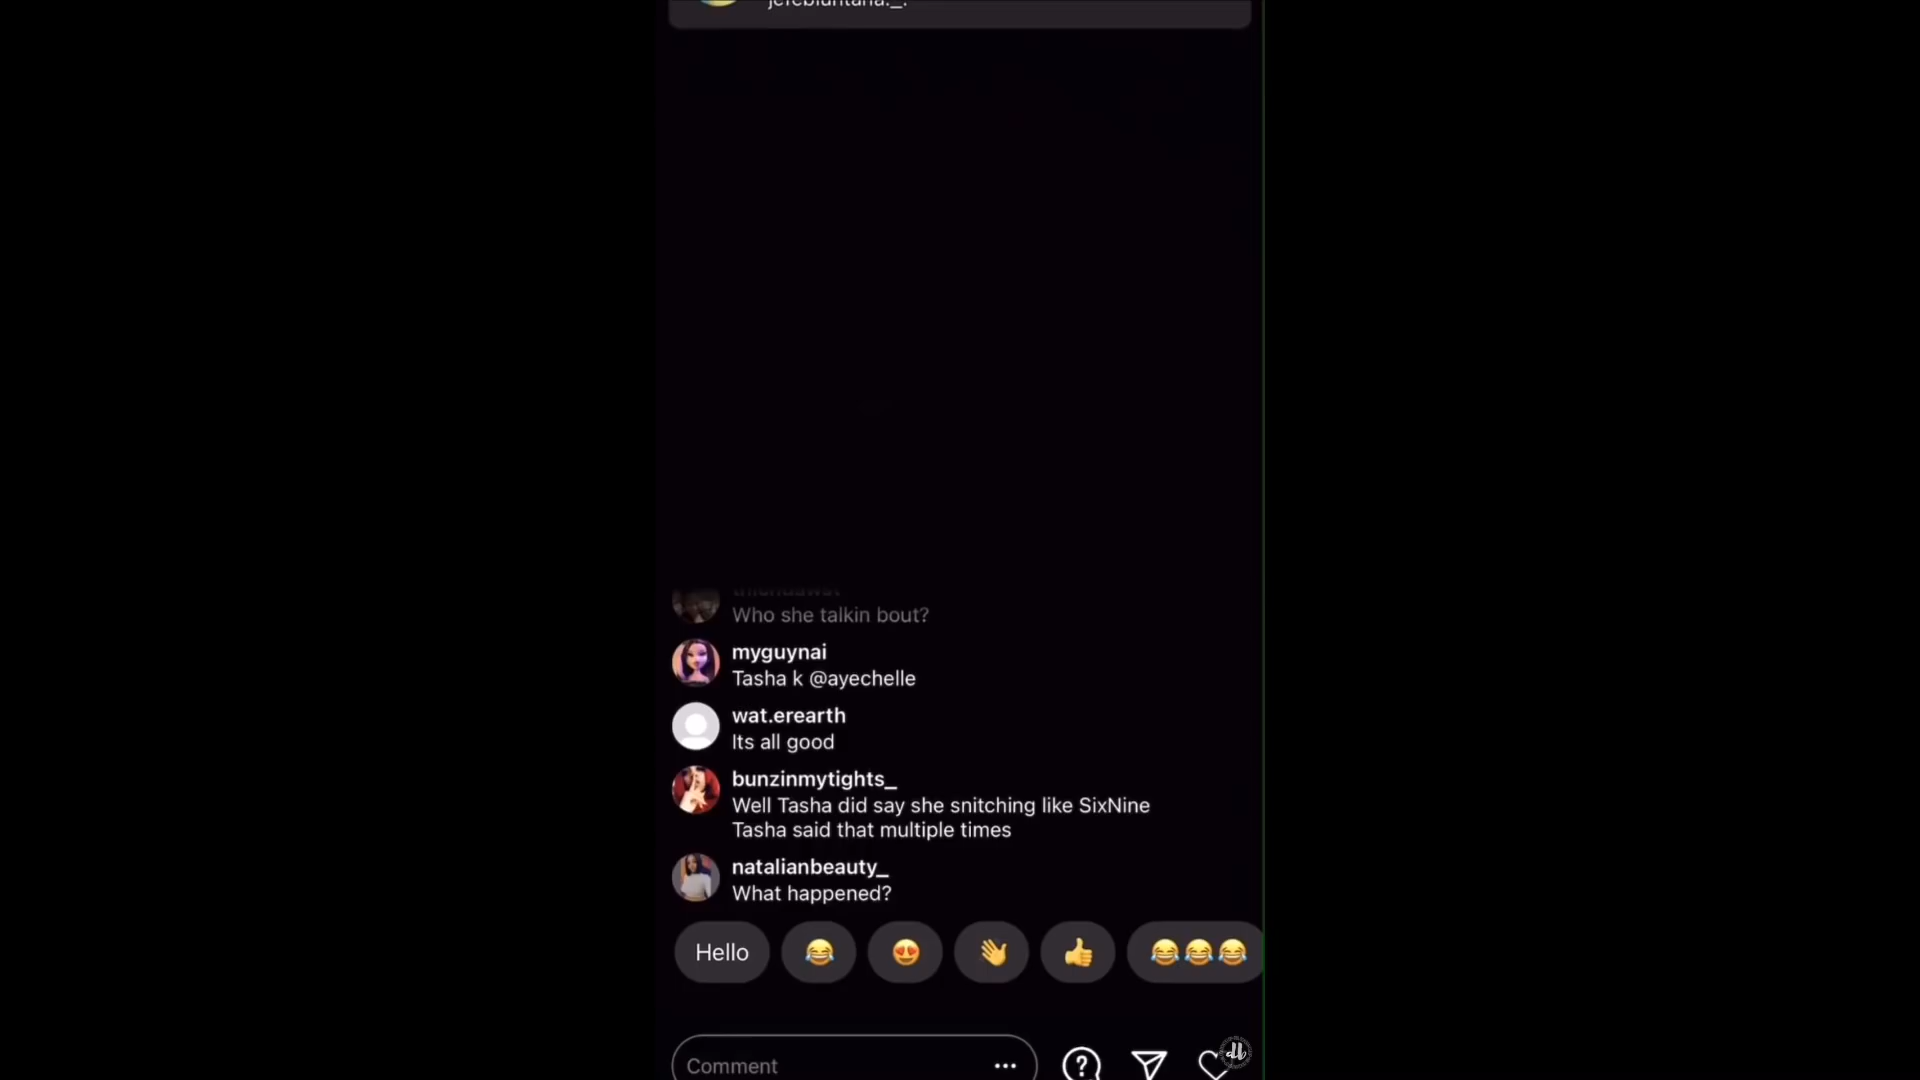 Who she talkin bout?
myguynai
Tasha k @ayechelle
wat.erearth
Its all good
bunzinmytights_
Well Tasha did say she snitching like SixNine
Tasha said that multiple times
natalianbeauty_
What happened?
Hello
Comment